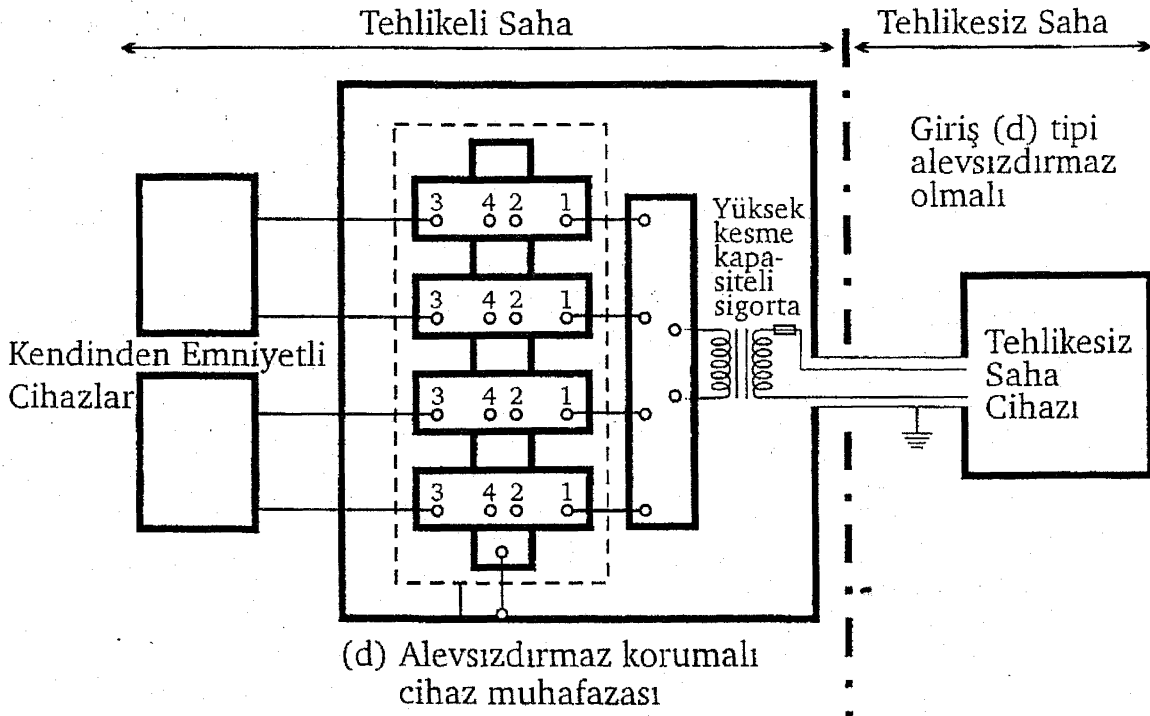 Tehlikeli Saha
Tehlikesiz Saha
Giriş (d) tipi
alevsızdırmaz
olmalı
3 4 2 1
Yüksek
kesme
kapa-
siteli
sigorta
3 4 2 1
Kendinden Emniyetli
Cihazlar
3 4 2 1
3 4 2 1
Tehlikesiz
Saha
Cihazı
(d) Alevsızdırmaz korumalı
cihaz muhafazası